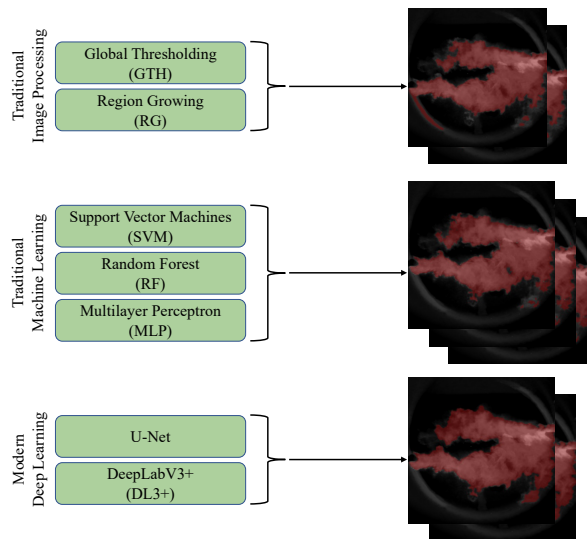 Traditional
Image Processing
Global Thresholding
(GTH)
Region Growing
(RG)
Traditional
Machine Learning
Support Vector Machines
(SVM)
Random Forest
(RF)
Multilayer Perceptron
(MLP)
Modern
Deep Learning
U-Net
DeepLabV3+
(DL3+)